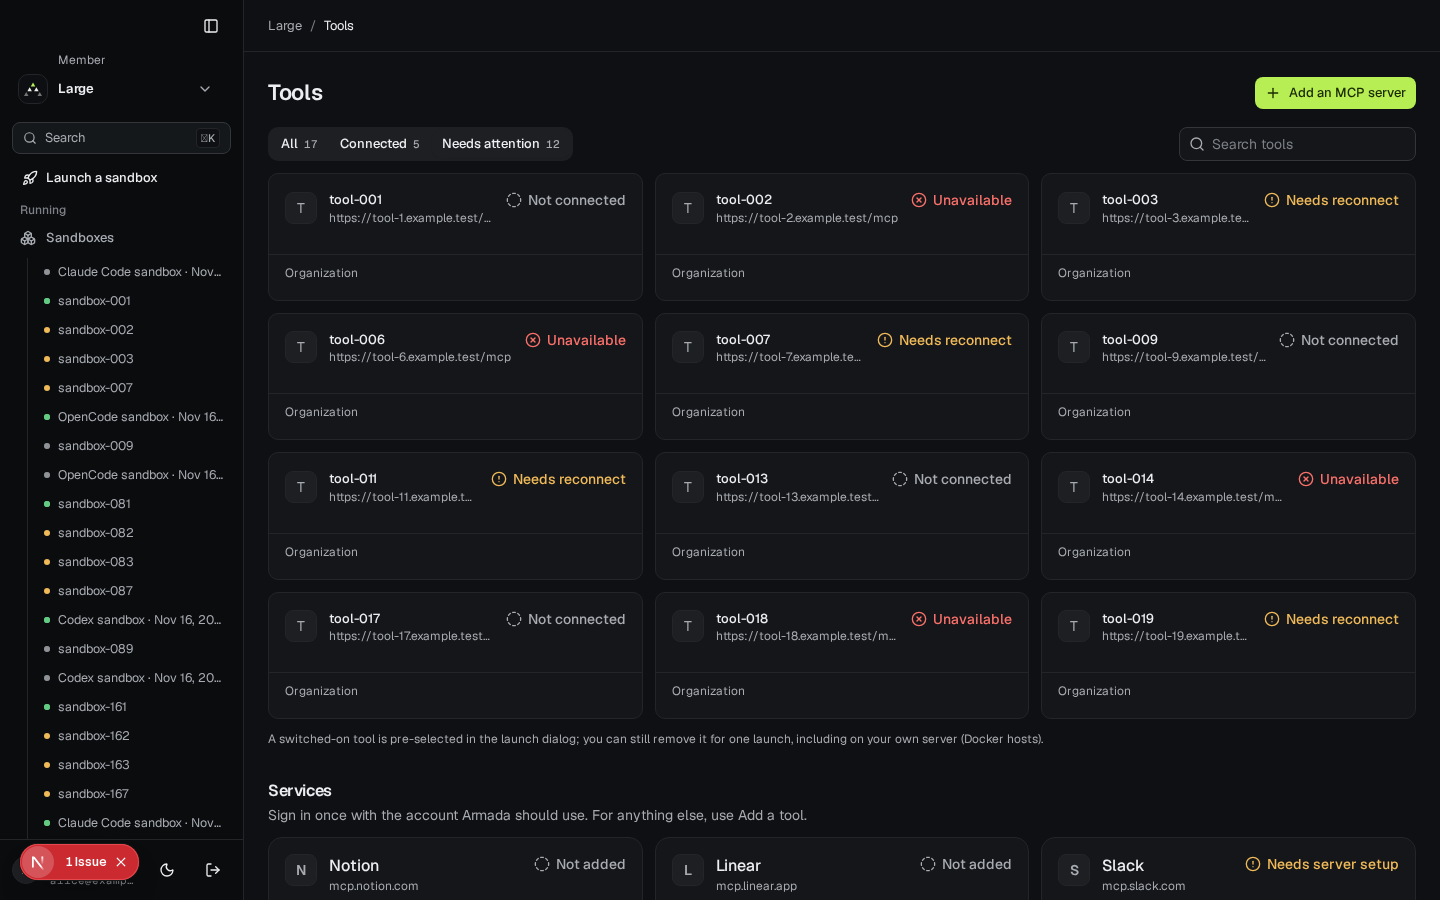 Member
Large
Search
K
Launch a sandbox
Running
Sandboxes
Claude Code sandbox · Nov...
sandbox-001
sandbox-002
sandbox-003
sandbox-007
OpenCode sandbox · Nov 16...
sandbox-009
OpenCode sandbox · Nov 16...
sandbox-081
sandbox-082
sandbox-083
sandbox-087
Codex sandbox · Nov 16, 20...
sandbox-089
Codex sandbox · Nov 16, 20...
sandbox-161
sandbox-162
sandbox-163
sandbox-167
Claude Code sandbox · Nov...
N 1 Issue
Large / Tools
Tools
Add an MCP server
All 17 Connected 5 Needs attention 12
Search tools
T tool-001 Not connected
https://tool-1.example.test/...
Organization
T tool-002 Unavailable
https://tool-2.example.test/mcp
Organization
T tool-003 Needs reconnect
https://tool-3.example.te...
Organization
T tool-006 Unavailable
https://tool-6.example.test/mcp
Organization
T tool-007 Needs reconnect
https://tool-7.example.te...
Organization
T tool-009 Not connected
https://tool-9.example.test/...
Organization
T tool-011 Needs reconnect
https://tool-11.example.t...
Organization
T tool-013 Not connected
https://tool-13.example.test...
Organization
T tool-014 Unavailable
https://tool-14.example.test/m...
Organization
T tool-017 Not connected
https://tool-17.example.test...
Organization
T tool-018 Unavailable
https://tool-18.example.test/m...
Organization
T tool-019 Needs reconnect
https://tool-19.example.t...
Organization
A switched-on tool is pre-selected in the launch dialog; you can still remove it for one launch, including on your own server (Docker hosts).
Services
Sign in once with the account Armada should use. For anything else, use Add a tool.
N Notion Not added
mcp.notion.com
L Linear Not added
mcp.linear.app
S Slack Needs server setup
mcp.slack.com